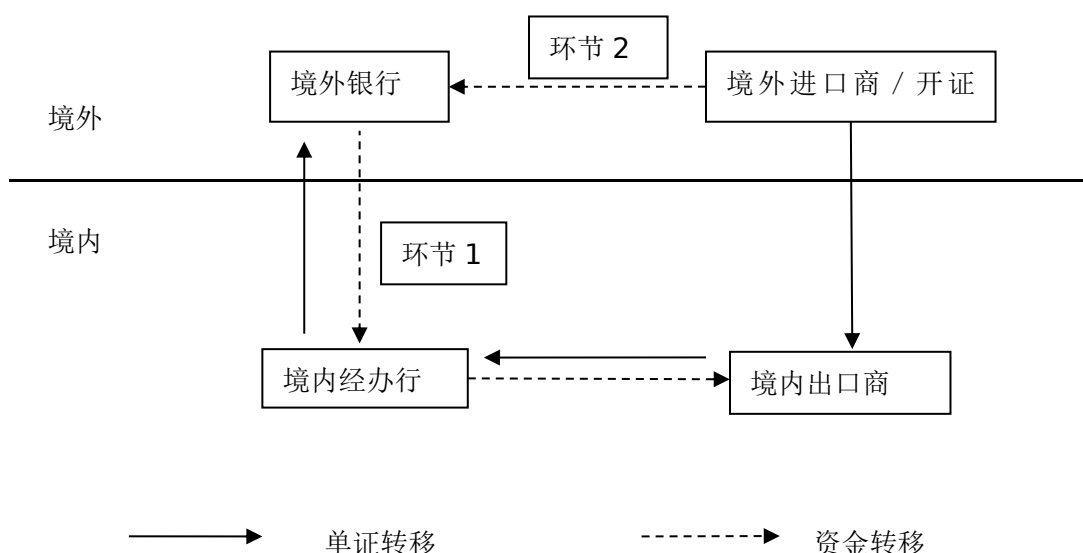 环节 2
境外银行
境外进口商 / 开证
境外
境内
环节 1
境内经办行
境内出口商
单证转移
资金转移